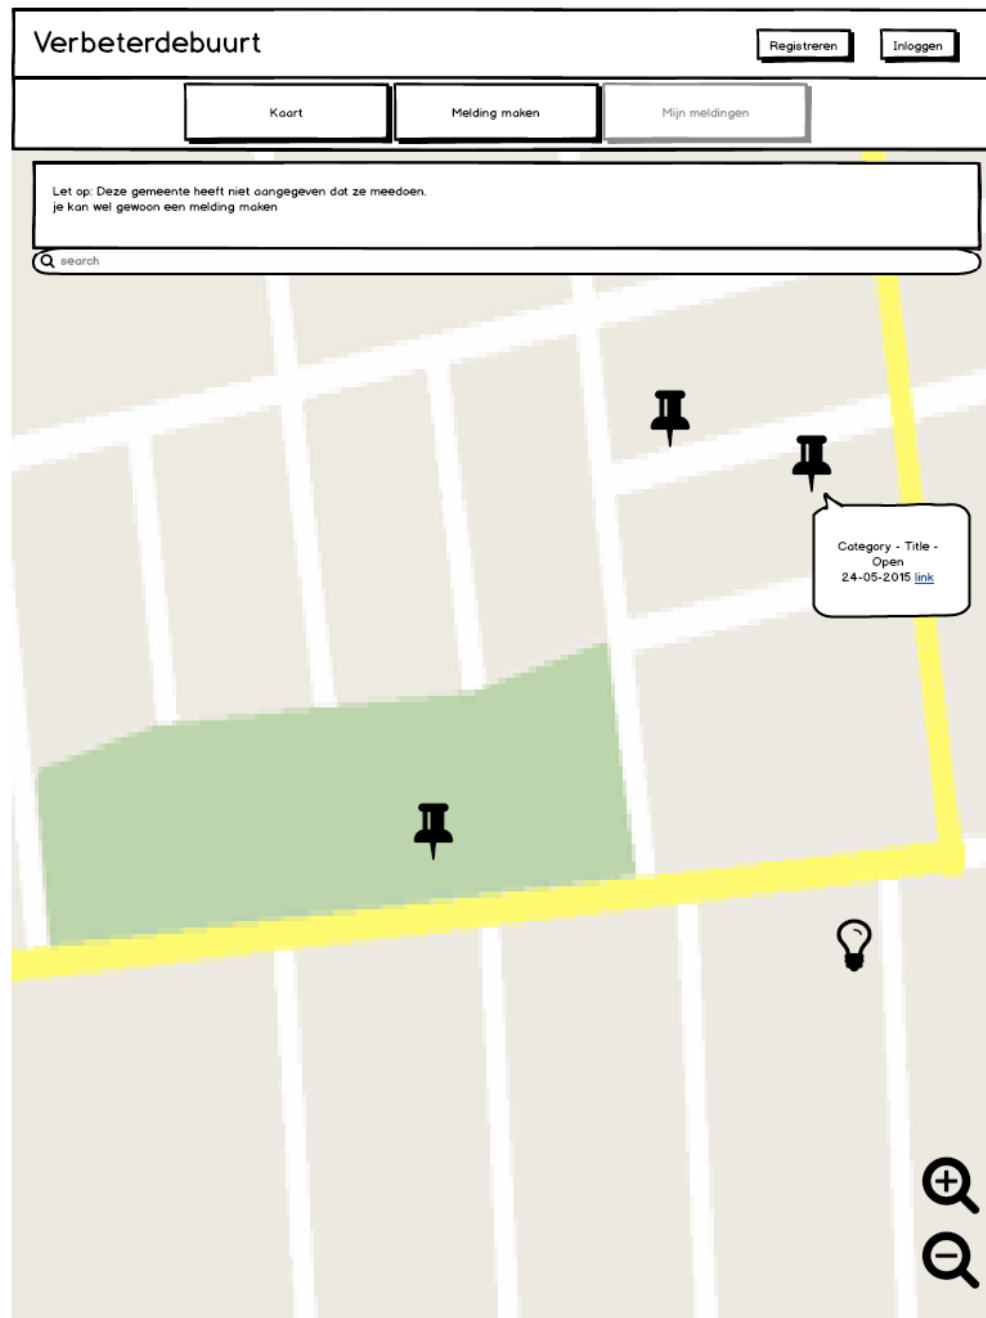 Verbeterdebuurt
Registreren
Inloggen
Kaart
Melding maken
Mijn meldingen
Let op: Deze gemeente heeft niet aangegeven dat ze meedoen.
je kan wel gewoon een melding maken
search
Category - Title -
Open
24-05-2015 link